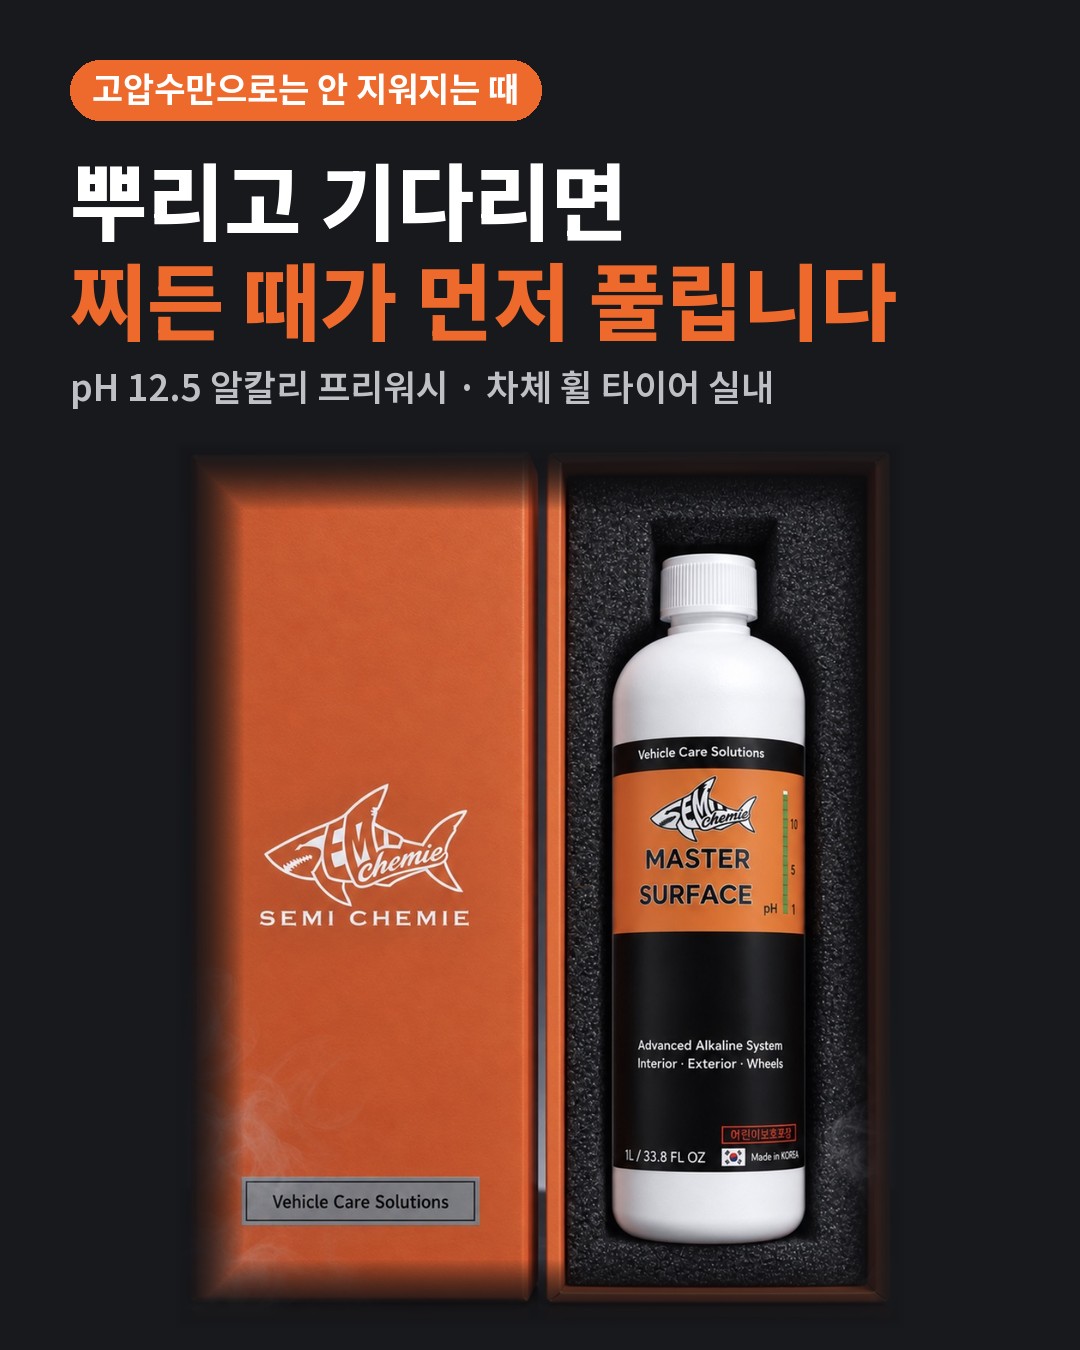 고압수만으로는 안 지워지는 때
뿌리고 기다리면
찌든 때가 먼저 풀립니다
pH 12.5 알칼리 프리워시 · 차체 휠 타이어 실내
SEMI
chemie
SEMI CHEMIE
Vehicle Care Solutions
Vehicle Care Solutions
SEMI
chemie
MASTER
SURFACE
10
5
pH 1
Advanced Alkaline System
Interior · Exterior · Wheels
어린이보호포장
1L / 33.8 FL OZ
Made in KOREA